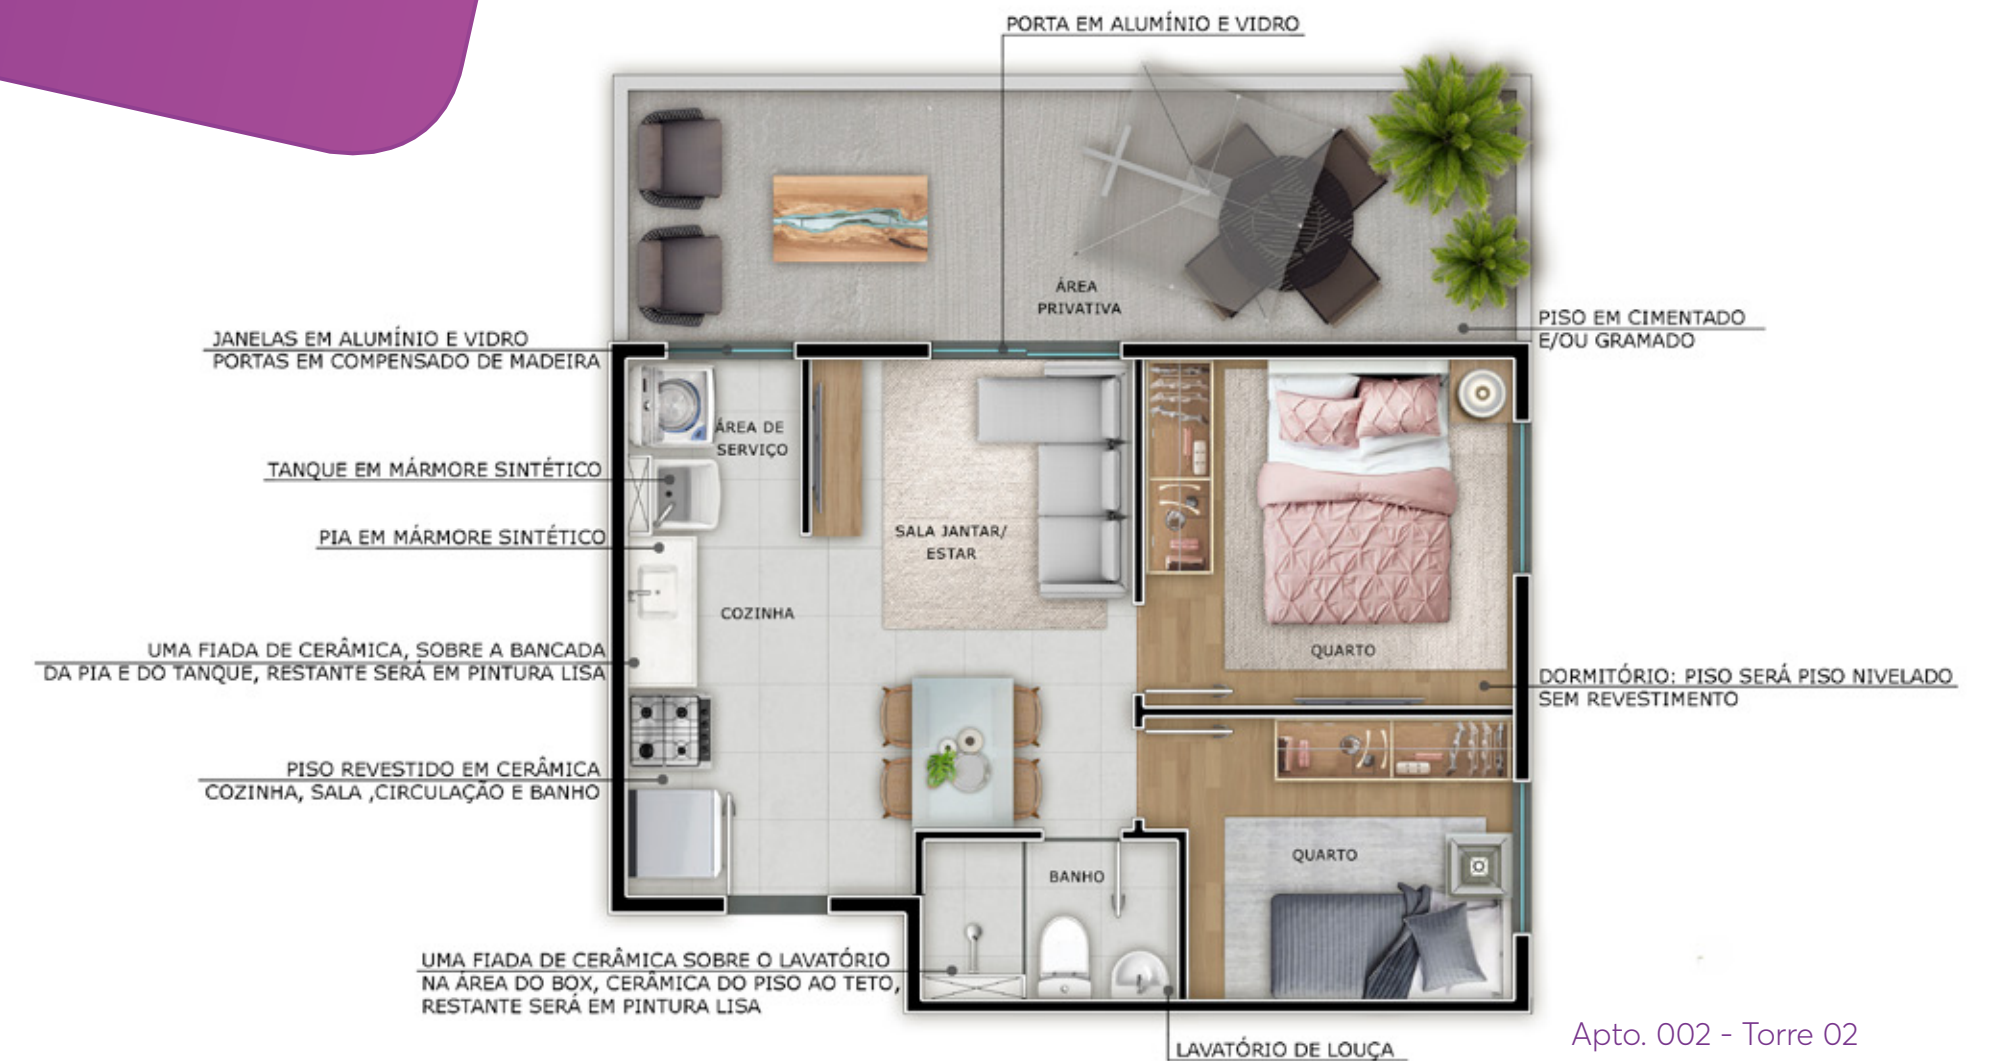 PORTA EM ALUMÍNIO E VIDRO
ÁREA
PRIVATIVA
PISO EM CIMENTADO
E/OU GRAMADO
JANELAS EM ALUMÍNIO E VIDRO
PORTAS EM COMPENSADO DE MADEIRA
ÁREA DE
SERVIÇO
TANQUE EM MÁRMORE SINTÉTICO
PIA EM MÁRMORE SINTÉTICO
SALA JANTAR/
ESTAR
COZINHA
UMA FIADA DE CERÂMICA, SOBRE A BANCADA
DA PIA E DO TANQUE, RESTANTE SERÁ EM PINTURA LISA
QUARTO
DORMITÓRIO: PISO SERÁ PISO NIVELADO
SEM REVESTIMENTO
PISO REVESTIDO EM CERÂMICA
COZINHA, SALA ,CIRCULAÇÃO E BANHO
QUARTO
BANHO
UMA FIADA DE CERÂMICA SOBRE O LAVATÓRIO
NA ÁREA DO BOX, CERÂMICA DO PISO AO TETO,
RESTANTE SERÁ EM PINTURA LISA
LAVATÓRIO DE LOUÇA
Apto. 002 - Torre 02